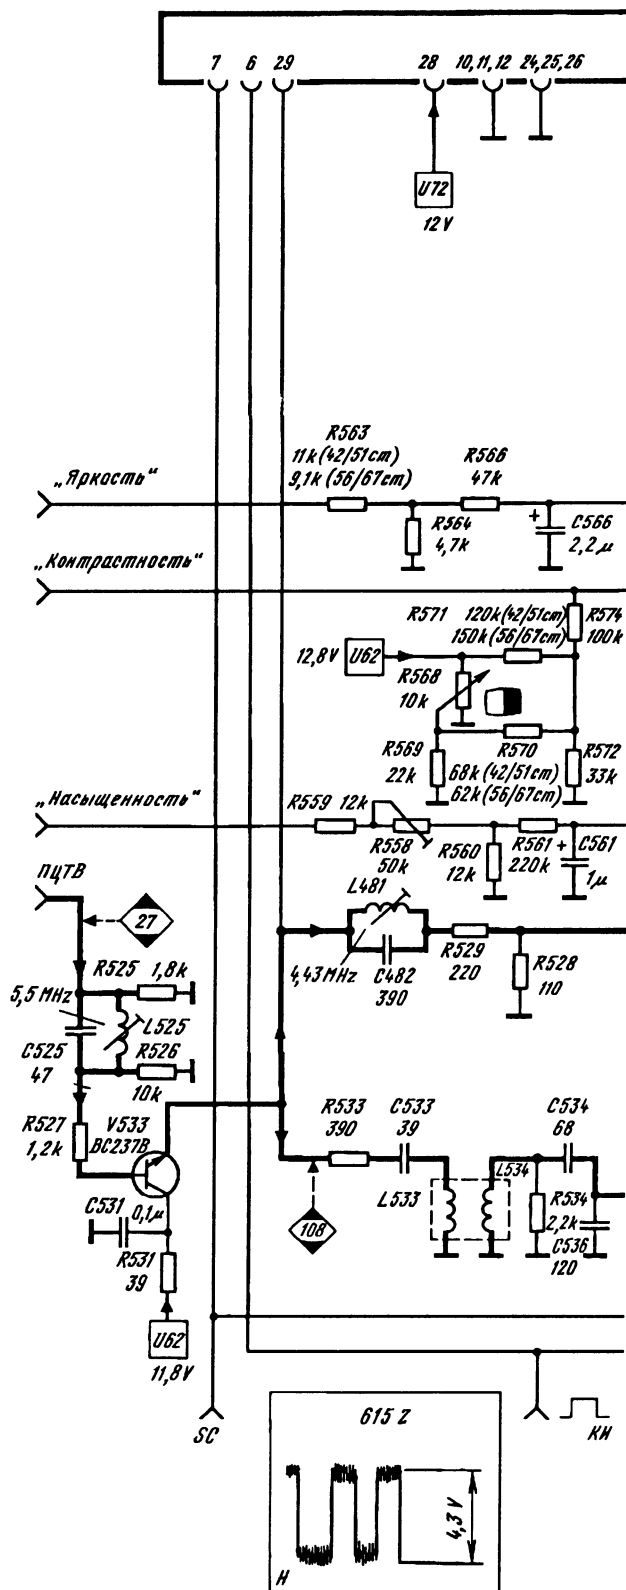 7 6 29 28 10,11,12 24,25,26
U72
12V
R563
11k (42/51cm)
9,1k (56/67cm)
R566
47k
„Яркость“
R564
4,7k
+
C566
2,2µ
„Контрастность“
R571
120k (42/51cm)
150k (56/67cm)
R574
100k
12,8V
U62
R568
10k
R569
22k
R570
68k (42/51cm)
62k (56/67cm)
R572
33k
„Насыщенность“
R559 12k
R558
50k
R560
12k
R561
220k
+
C561
1µ
ПЦТВ
27
L481
4,43MHz
C482
390
R529
220
R528
110
R525
1,8k
5,5MHz
L525
C525
47
R526
10k
R527
1,2k
V533
BC237B
R533
390
C533
39
C534
68
L533
L534
R534
2,2k
C536
120
108
C531
0,1µ
R531
39
U62
11,8V
SC
КИ
615 Z
4,3 V
H